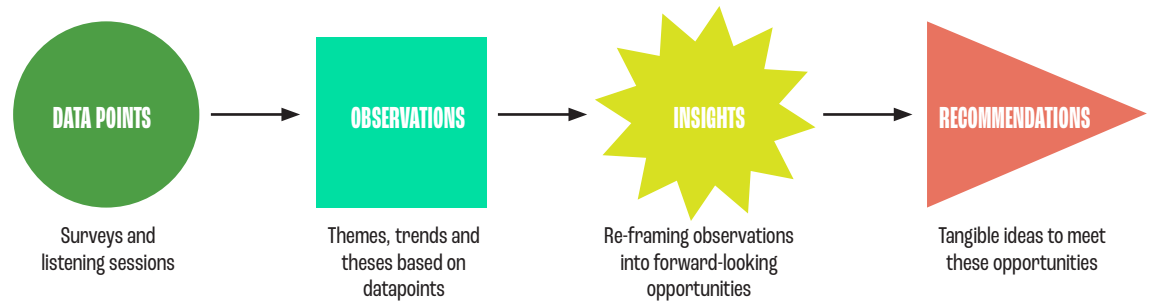 DATA POINTS
Surveys and
listening sessions
OBSERVATIONS
Themes, trends and
theses based on
datapoints
INSIGHTS
Re-framing observations
into forward-looking
opportunities
RECOMMENDATIONS
Tangible ideas to meet
these opportunities